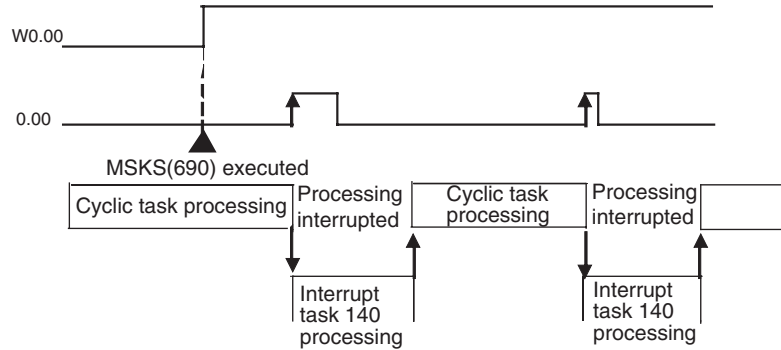 W0.00
0.00
MSKS(690) executed
Cyclic task processing
Processing
interrupted
Cyclic task
processing
Processing
interrupted
Interrupt
task 140
processing
Interrupt
task 140
processing